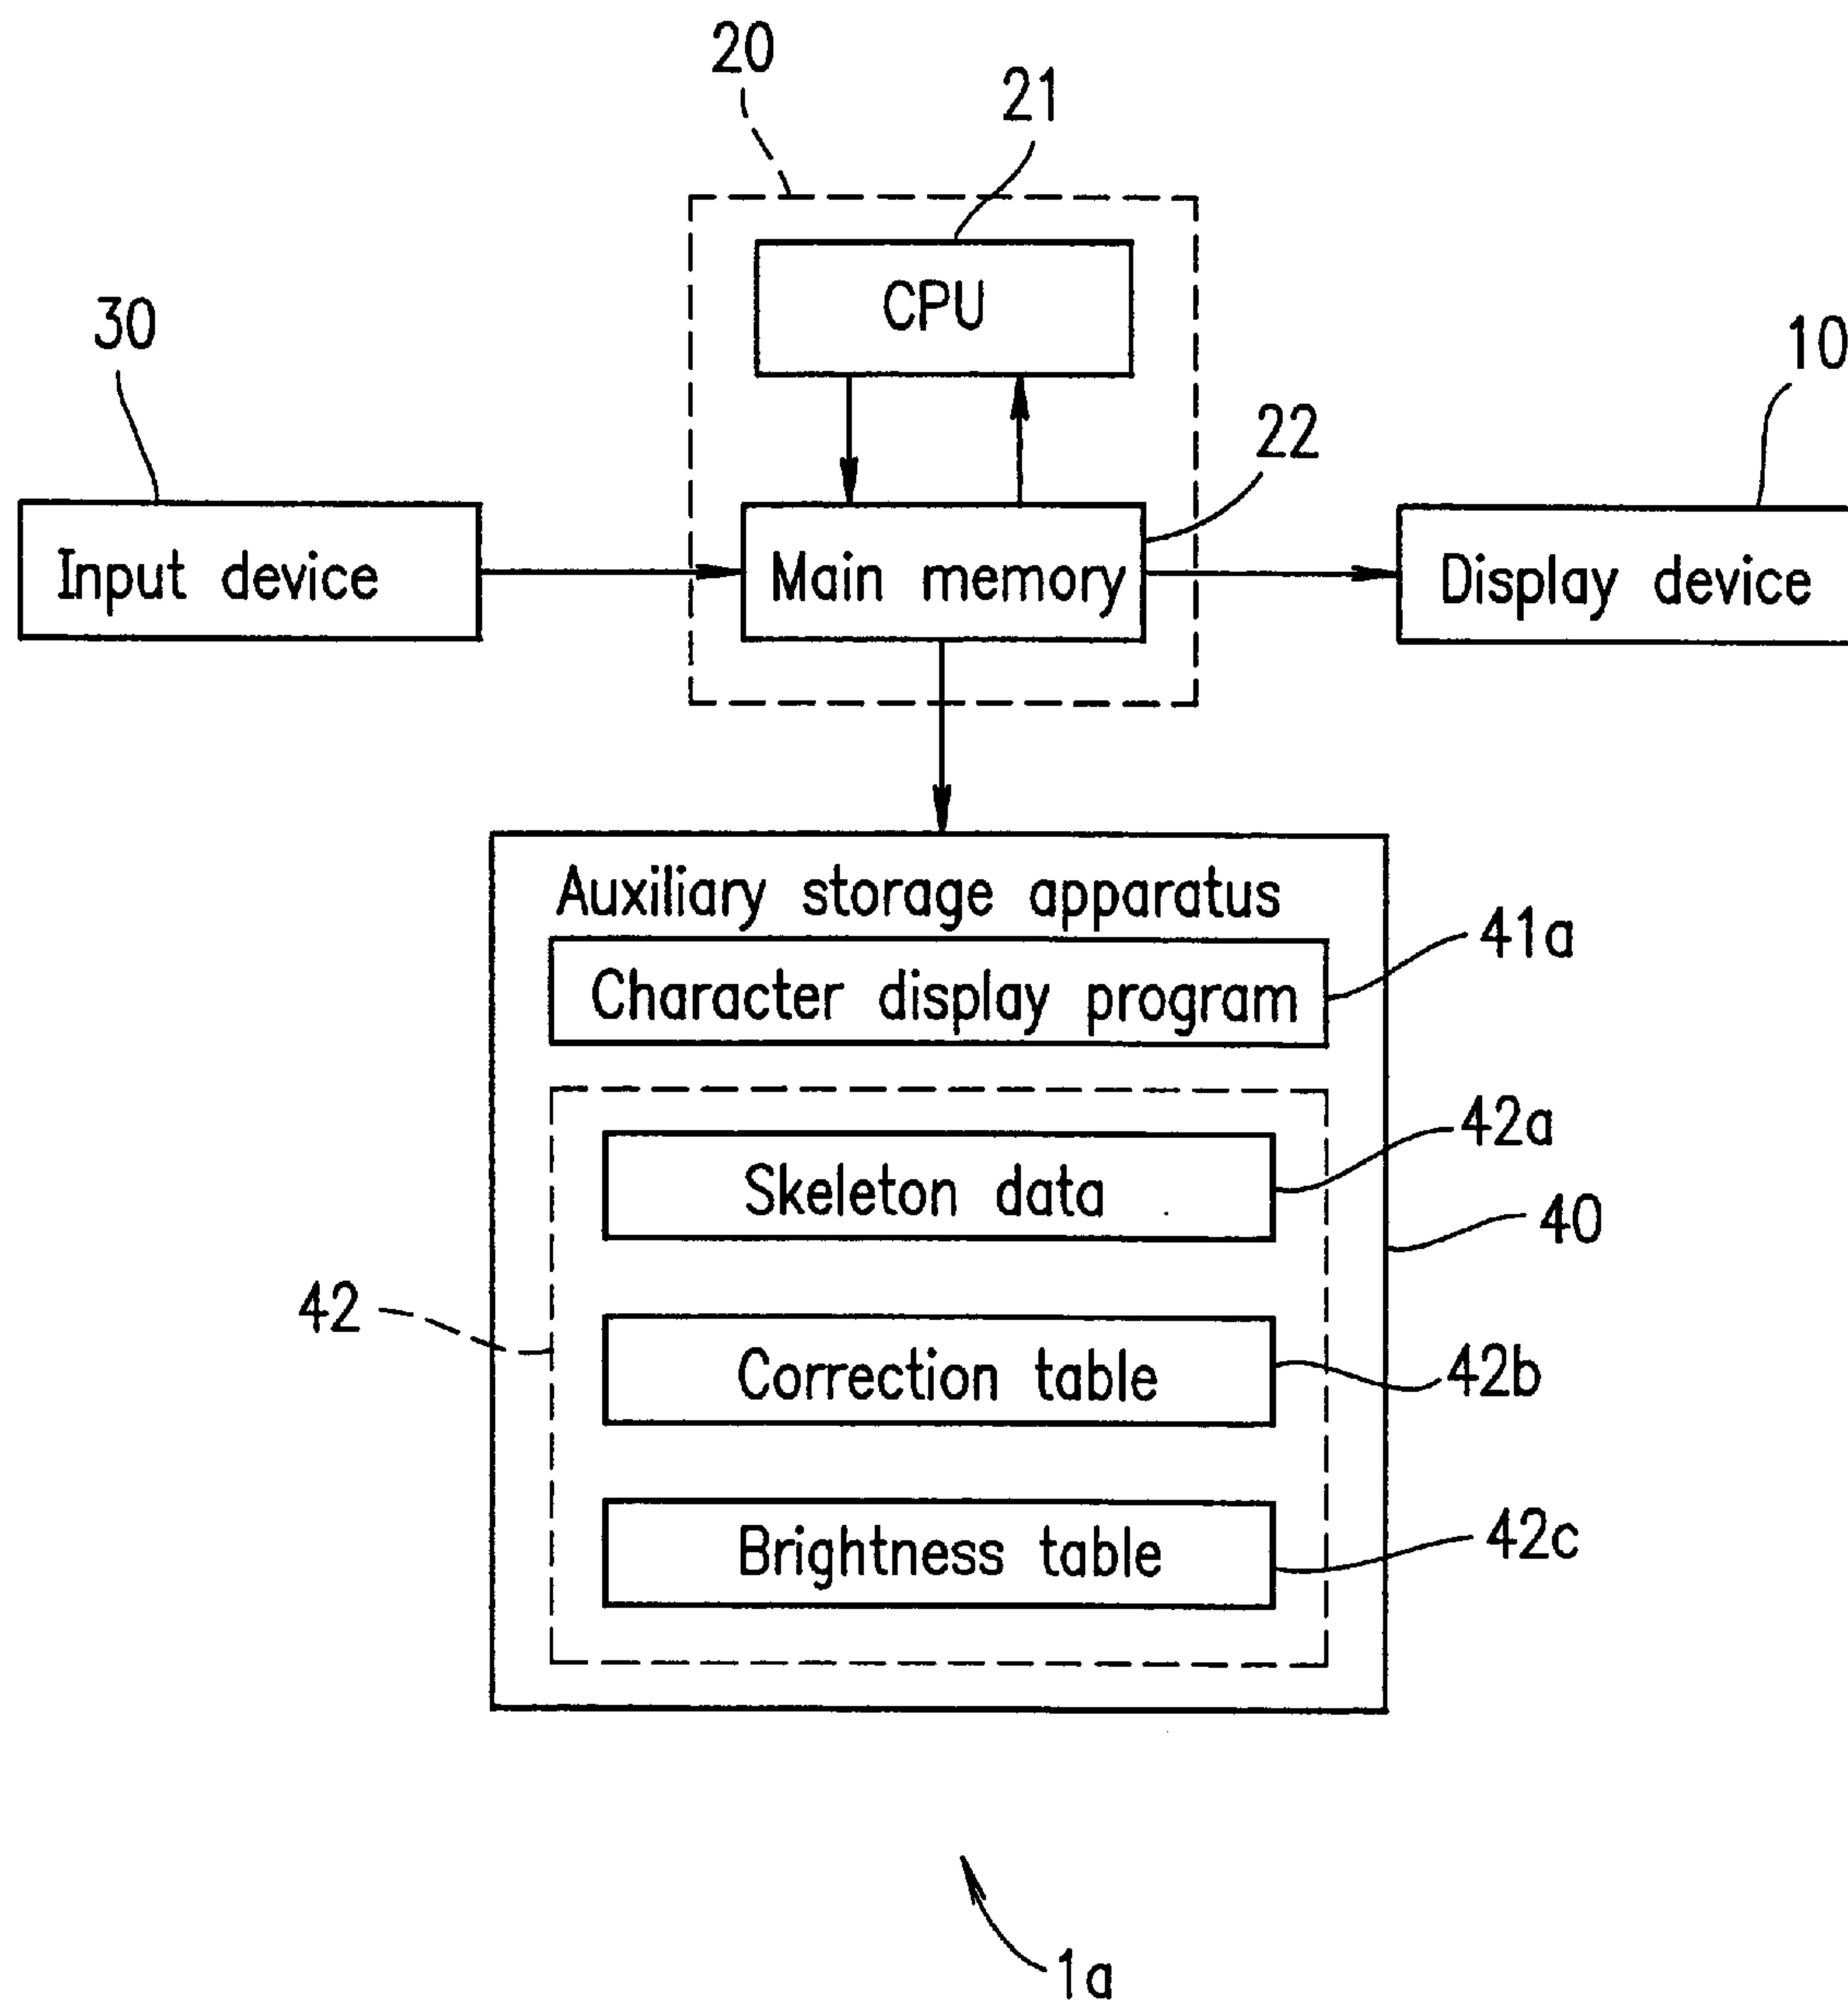 20
21
CPU
30
10
22
Input device
Main memory
Display device
Auxiliary storage apparatus
41a
Character display program
42a
Skeleton data
40
42
Correction table
42b
Brightness table
42c
1a